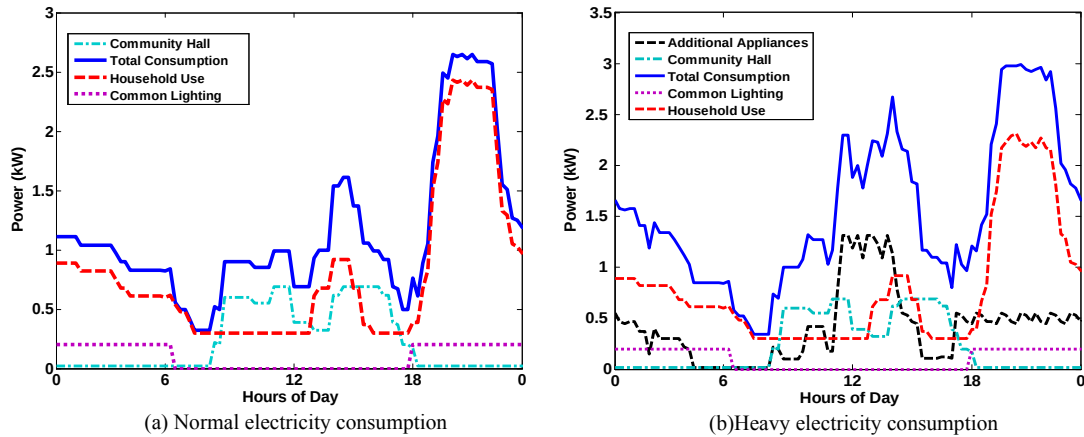 3
2.5
2
1.5
1
0.5
0
Power (kW)
Community Hall
Total Consumption
Household Use
Common Lighting
0 6 12 18 0
Hours of Day
(a) Normal electricity consumption
3.5
3
2.5
2
1.5
1
0.5
0
Power (kW)
Additional Appliances
Community Hall
Total Consumption
Common Lighting
Household Use
0 6 12 18 0
Hours of Day
(b)Heavy electricity consumption